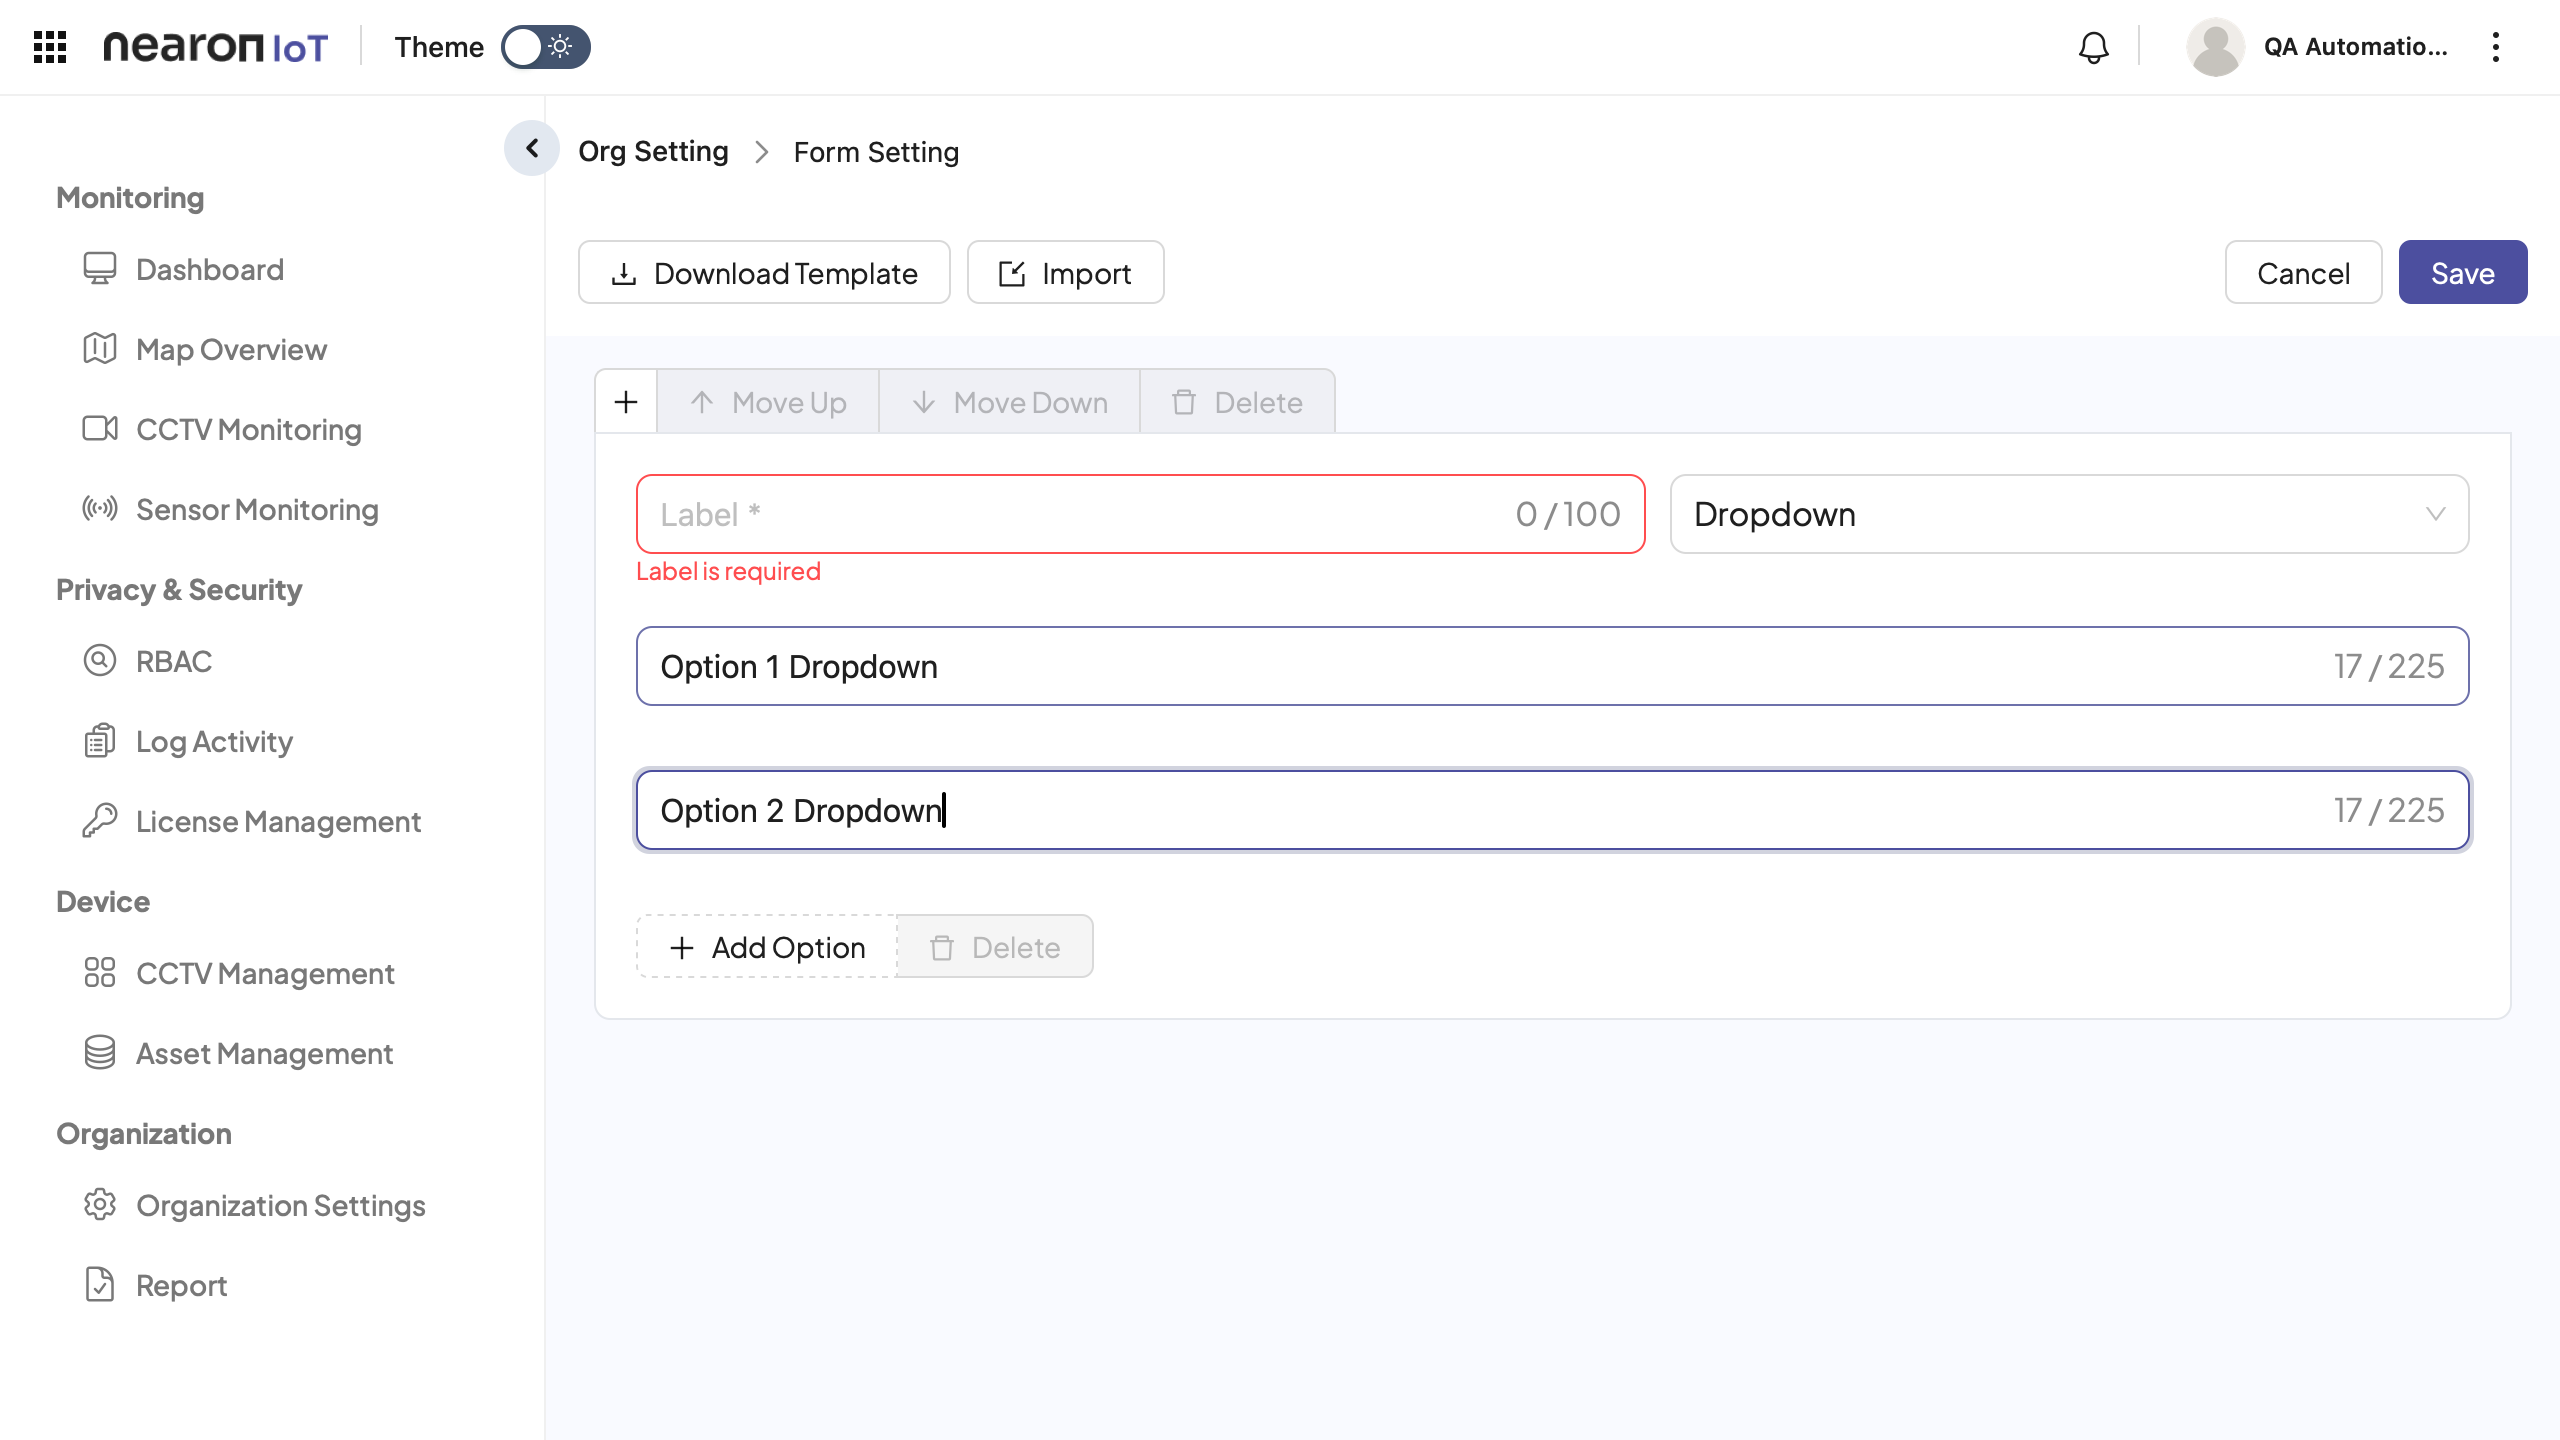 nearon IoT
Theme
QA Automatio...
Org Setting
Form Setting
Monitoring
Dashboard
Map Overview
CCTV Monitoring
Sensor Monitoring
Privacy & Security
RBAC
Log Activity
License Management
Device
CCTV Management
Asset Management
Organization
Organization Settings
Report
Download Template
Import
Cancel
Save
Move Up
Move Down
Delete
Label *
0 / 100
Dropdown
Label is required
Option 1 Dropdown
17 / 225
Option 2 Dropdown
17 / 225
Add Option
Delete